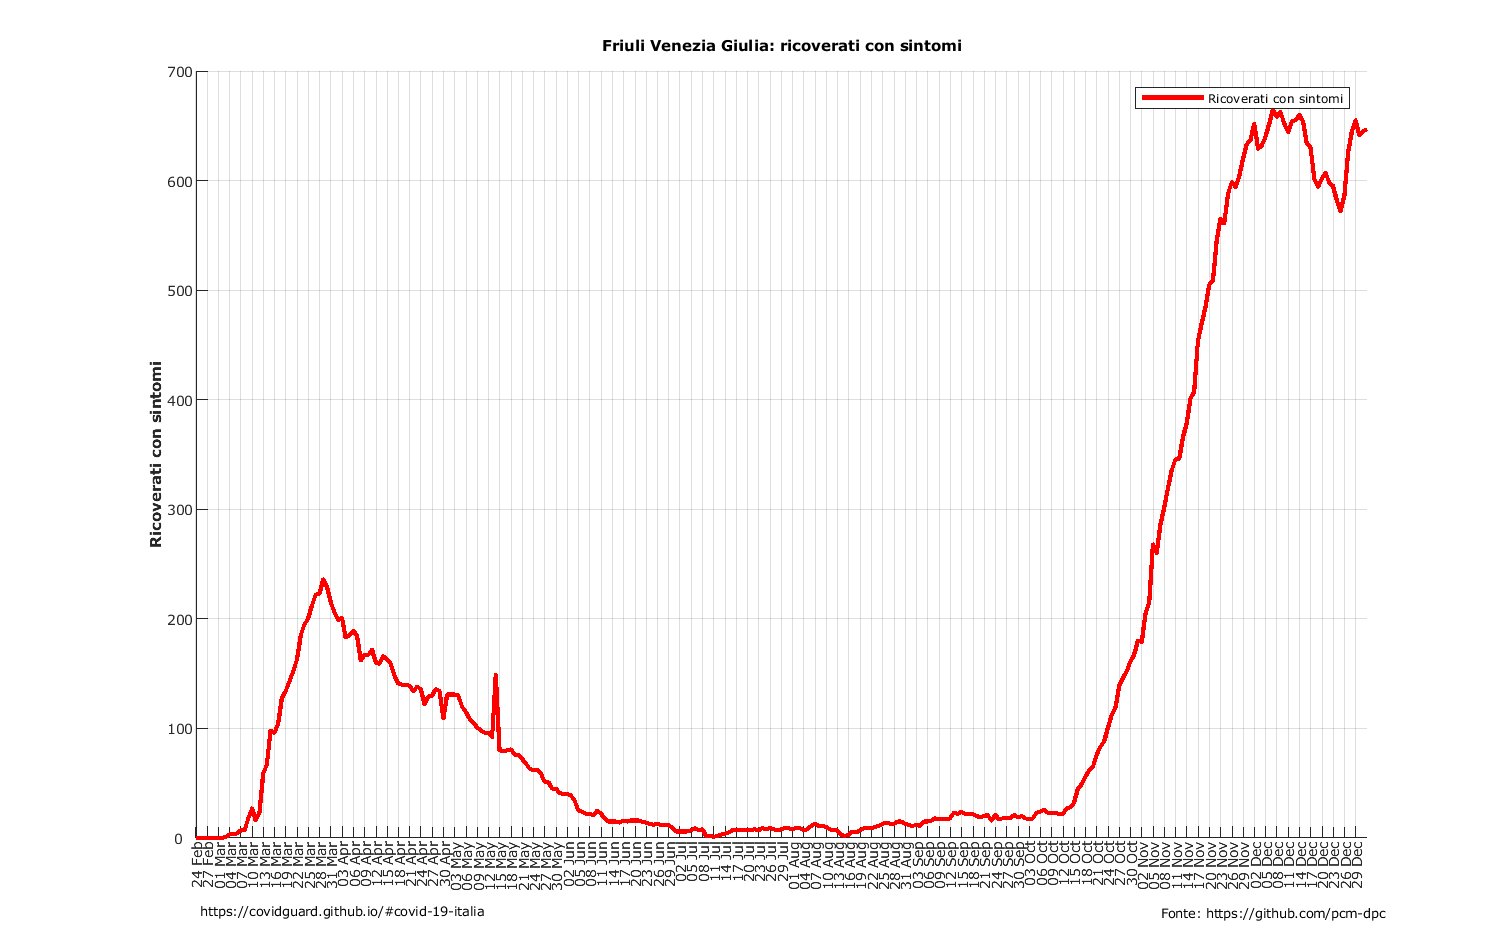 Friuli Venezia Giulia: ricoverati con sintomi
Ricoverati con sintomi
Ricoverati con sintomi
700
600
500
400
300
200
100
0
24 Feb
27 Feb
01 Mar
04 Mar
07 Mar
10 Mar
13 Mar
16 Mar
19 Mar
22 Mar
25 Mar
28 Mar
31 Mar
03 Apr
06 Apr
09 Apr
12 Apr
15 Apr
18 Apr
21 Apr
24 Apr
27 Apr
30 Apr
03 May
06 May
09 May
12 May
15 May
18 May
21 May
24 May
27 May
30 May
02 Jun
05 Jun
08 Jun
11 Jun
14 Jun
17 Jun
20 Jun
23 Jun
26 Jun
29 Jun
02 Jul
05 Jul
08 Jul
11 Jul
14 Jul
17 Jul
20 Jul
23 Jul
26 Jul
29 Jul
01 Aug
04 Aug
07 Aug
10 Aug
13 Aug
16 Aug
19 Aug
22 Aug
25 Aug
28 Aug
31 Aug
03 Sep
06 Sep
09 Sep
12 Sep
15 Sep
18 Sep
21 Sep
24 Sep
27 Sep
30 Sep
03 Oct
06 Oct
09 Oct
12 Oct
15 Oct
18 Oct
21 Oct
24 Oct
27 Oct
30 Oct
02 Nov
05 Nov
08 Nov
11 Nov
14 Nov
17 Nov
20 Nov
23 Nov
26 Nov
29 Nov
02 Dec
05 Dec
08 Dec
11 Dec
14 Dec
17 Dec
20 Dec
23 Dec
26 Dec
29 Dec
https://covidguard.github.io/#covid-19-italia
Fonte: https://github.com/pcm-dpc